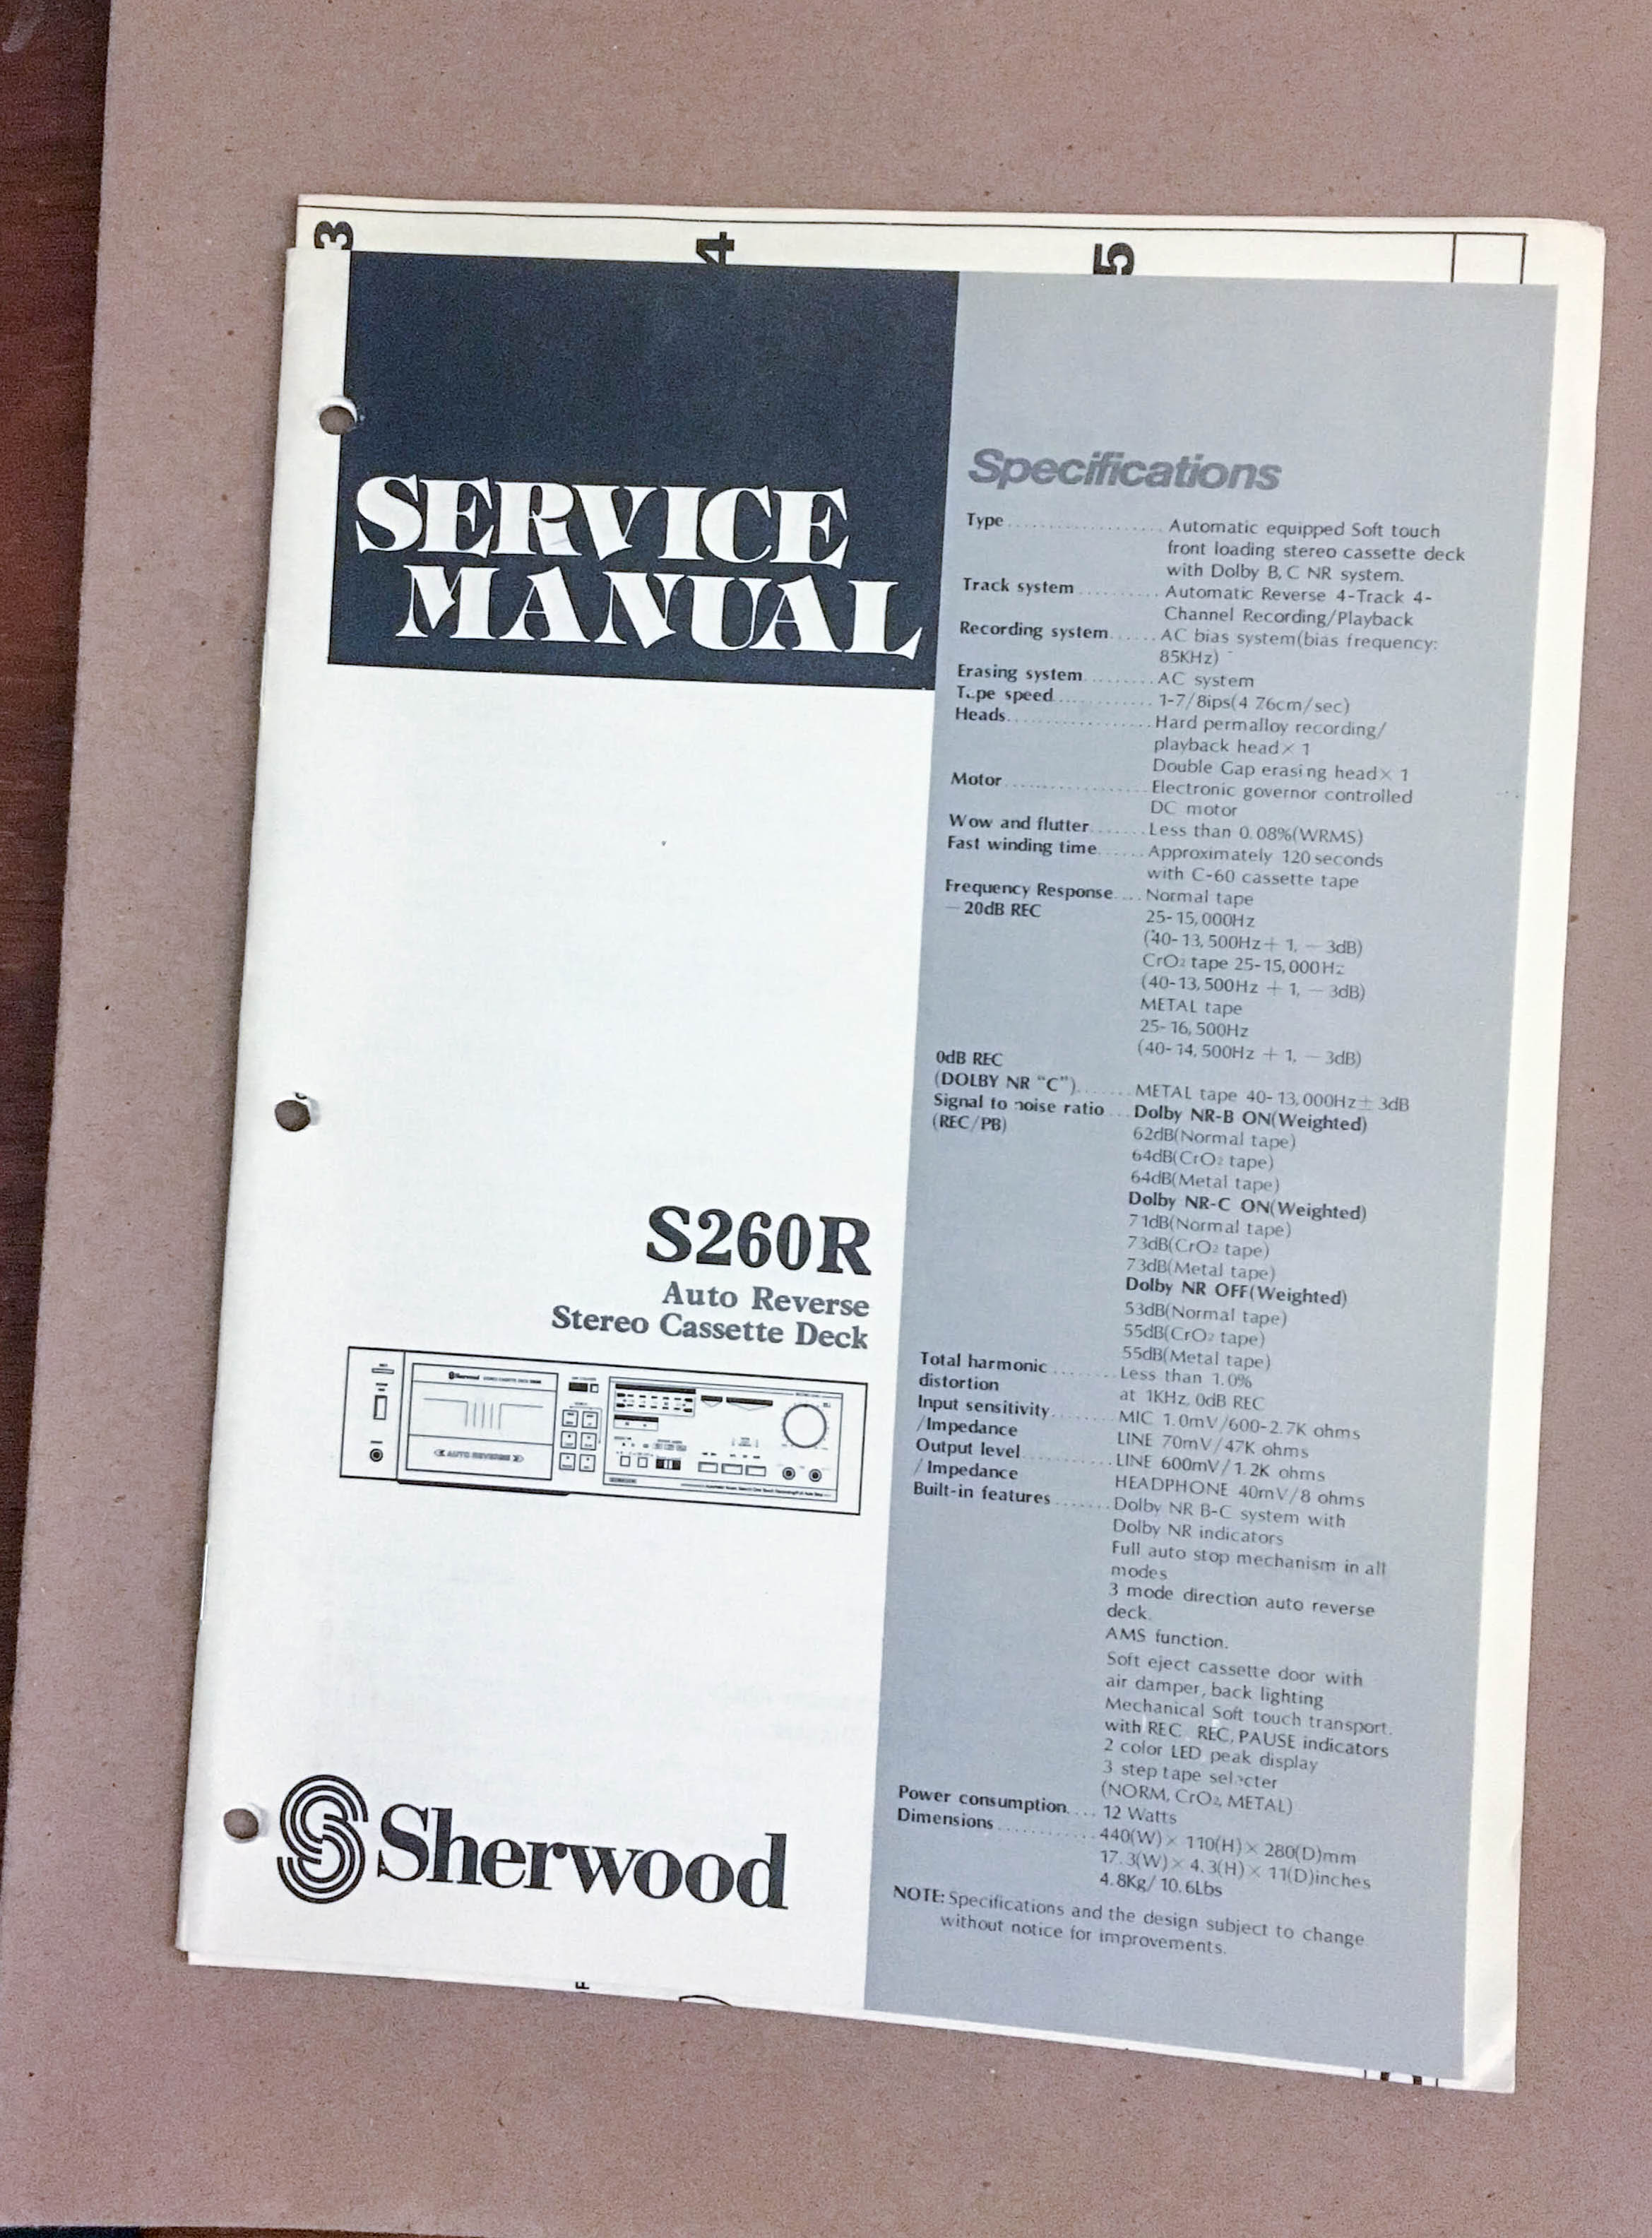 3
4
5
SERVICE
MANUAL
S260R
Auto Reverse
Stereo Cassette Deck
Sherwood
AUTO REVERSE
Sherwood
F
Specifications
Type .................... Automatic equipped Soft touch
front loading stereo cassette deck
with Dolby B, C NR system.
Track system .......... Automatic Reverse 4-Track 4-
Channel Recording/Playback
Recording system ...... AC bias system(bias frequency:
85KHz)
Erasing system ......... AC system
Tape speed ............ 1-7/8ips(4 76cm/sec)
Heads .................. Hard permalloy recording/
playback head× 1
Double Gap erasing head× 1
Motor .................. Electronic governor controlled
DC motor
Wow and flutter ....... Less than 0.08%(WRMS)
Fast winding time ...... Approximately 120 seconds
with C-60 cassette tape
Frequency Response .... Normal tape
—20dB REC
25-15,000Hz
(40-13,500Hz+ 1, — 3dB)
CrO2 tape 25-15,000Hz
(40-13,500Hz + 1, — 3dB)
METAL tape
25-16,500Hz
(40-14,500Hz + 1, — 3dB)
0dB REC
(DOLBY NR "C") ....... METAL tape 40-13,000Hz± 3dB
Signal to noise ratio ... Dolby NR-B ON(Weighted)
(REC/PB)
62dB(Normal tape)
64dB(CrO2 tape)
64dB(Metal tape)
Dolby NR-C ON(Weighted)
71dB(Normal tape)
73dB(CrO2 tape)
73dB(Metal tape)
Dolby NR OFF(Weighted)
53dB(Normal tape)
55dB(CrO2 tape)
55dB(Metal tape)
Total harmonic ........ Less than 1.0%
distortion
at 1KHz, 0dB REC
Input sensitivity ........ MIC 1.0mV/600-2.7K ohms
/Impedance
LINE 70mV/47K ohms
Output level ........... LINE 600mV/1.2K ohms
/ Impedance
HEADPHONE 40mV/8 ohms
Built-in features ....... Dolby NR B-C system with
Dolby NR indicators
Full auto stop mechanism in all
modes
3 mode direction auto reverse
deck.
AMS function.
Soft eject cassette door with
air damper, back lighting
Mechanical Soft touch transport.
with REC REC, PAUSE indicators
2 color LED peak display
3 step tape selecter
(NORM, CrO2, METAL)
Power consumption .... 12 Watts
Dimensions ........... 440(W)× 110(H)× 280(D)mm
17.3(W)× 4.3(H)× 11(D)inches
4.8Kg/10.6Lbs
NOTE: Specifications and the design subject to change
without notice for improvements.